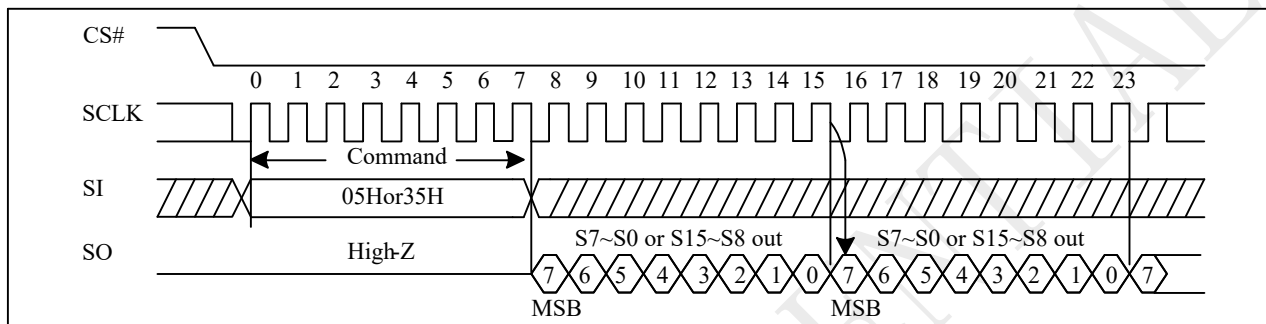 CS#
0 1 2 3 4 5 6 7 8 9 10 11 12 13 14 15 16 17 18 19 20 21 22 23
SCLK
Command
SI
05Hor35H
S7~S0 or S15~S8 out S7~S0 or S15~S8 out
SO
High-Z
7 6 5 4 3 2 1 0 7 6 5 4 3 2 1 0 7
MSB MSB